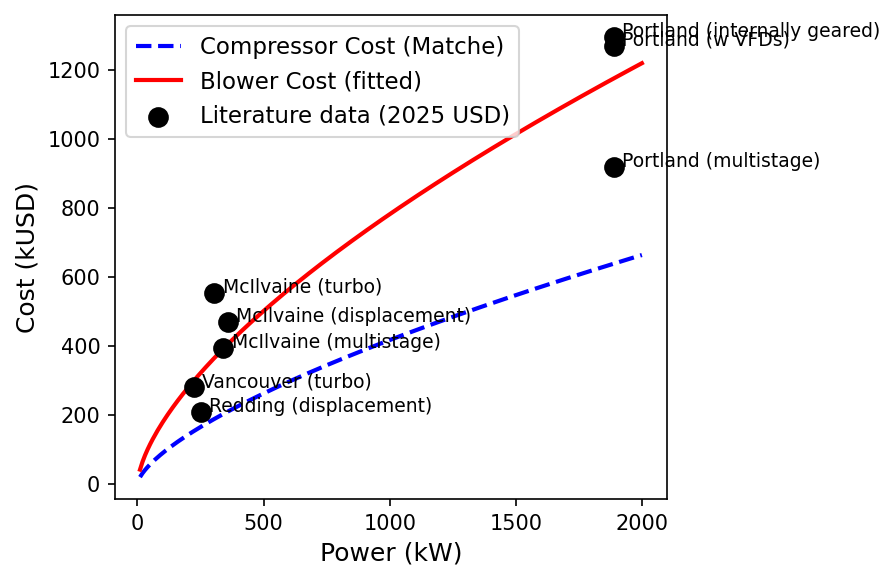 Compressor Cost (Matche)
Blower Cost (fitted)
Literature data (2025 USD)
Portland (internally geared)
Portland (w VFDs)
Portland (multistage)
McIlvaine (turbo)
McIlvaine (displacement)
McIlvaine (multistage)
Vancouver (turbo)
Redding (displacement)
Cost (kUSD)
1200
1000
800
600
400
200
0
0 500 1000 1500 2000
Power (kW)